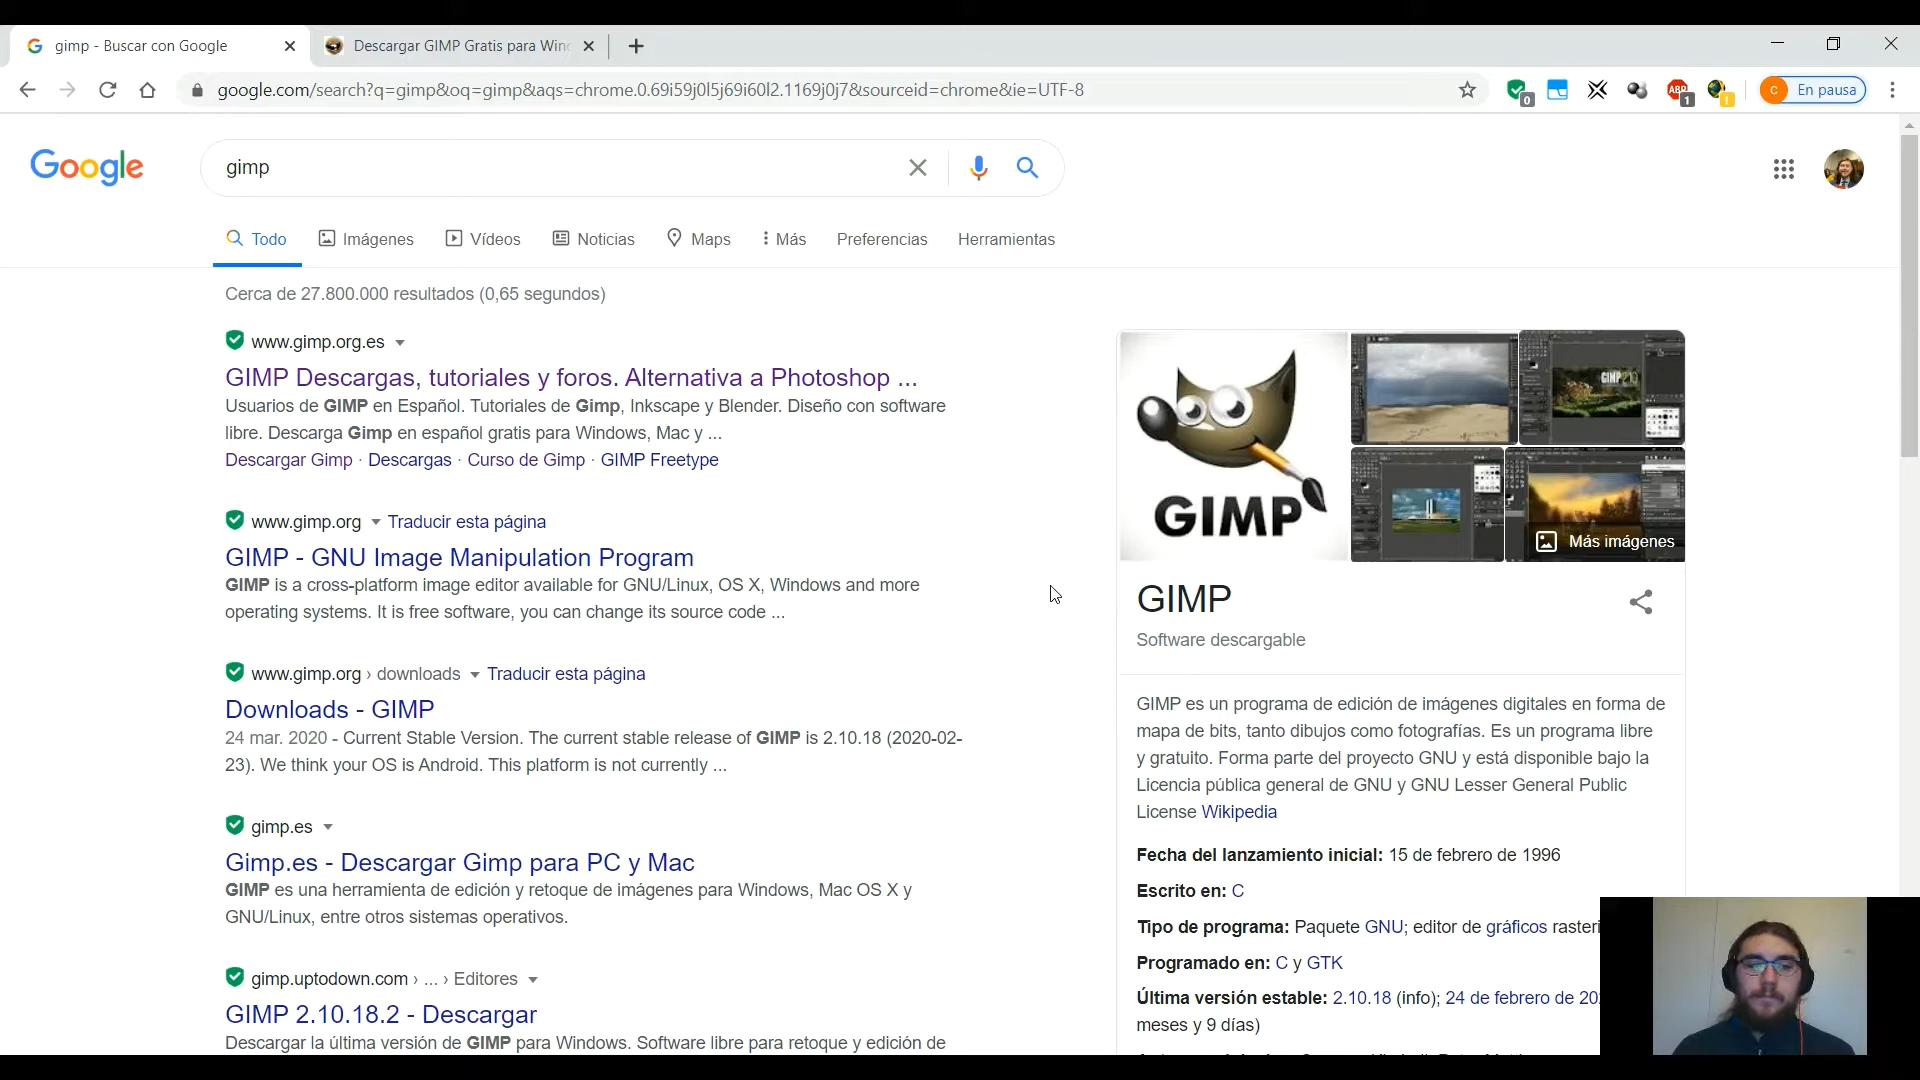 gimp - Buscar con Google
Descargar GIMP Gratis para Win
google.com/search?q=gimp&oq=gimp&aqs=chrome.0.69i59j0l5j69i60l2.1169j0j7&sourceid=chrome&ie=UTF-8
0
ABP
1
C
En pausa
Google
gimp
Todo
Imágenes
Vídeos
Noticias
Maps
Más
Preferencias
Herramientas
Cerca de 27.800.000 resultados (0,65 segundos)
www.gimp.org.es
GIMP Descargas, tutoriales y foros. Alternativa a Photoshop ...
Usuarios de GIMP en Español. Tutoriales de Gimp, Inkscape y Blender. Diseño con software
libre. Descarga Gimp en español gratis para Windows, Mac y ...
Descargar Gimp · Descargas · Curso de Gimp · GIMP Freetype
www.gimp.org Traducir esta página
GIMP - GNU Image Manipulation Program
GIMP is a cross-platform image editor available for GNU/Linux, OS X, Windows and more
operating systems. It is free software, you can change its source code ...
www.gimp.org › downloads Traducir esta página
Downloads - GIMP
24 mar. 2020 - Current Stable Version. The current stable release of GIMP is 2.10.18 (2020-02-
23). We think your OS is Android. This platform is not currently ...
gimp.es
Gimp.es - Descargar Gimp para PC y Mac
GIMP es una herramienta de edición y retoque de imágenes para Windows, Mac OS X y
GNU/Linux, entre otros sistemas operativos.
gimp.uptodown.com › ... › Editores
GIMP 2.10.18.2 - Descargar
Descargar la última versión de GIMP para Windows. Software libre para retoque y edición de
GIMP
Más imágenes
GIMP
Software descargable
GIMP es un programa de edición de imágenes digitales en forma de
mapa de bits, tanto dibujos como fotografías. Es un programa libre
y gratuito. Forma parte del proyecto GNU y está disponible bajo la
Licencia pública general de GNU y GNU Lesser General Public
License Wikipedia
Fecha del lanzamiento inicial: 15 de febrero de 1996
Escrito en: C
Tipo de programa: Paquete GNU; editor de gráficos rasteri
Programado en: C y GTK
Última versión estable: 2.10.18 (info); 24 de febrero de 20
meses y 9 días)